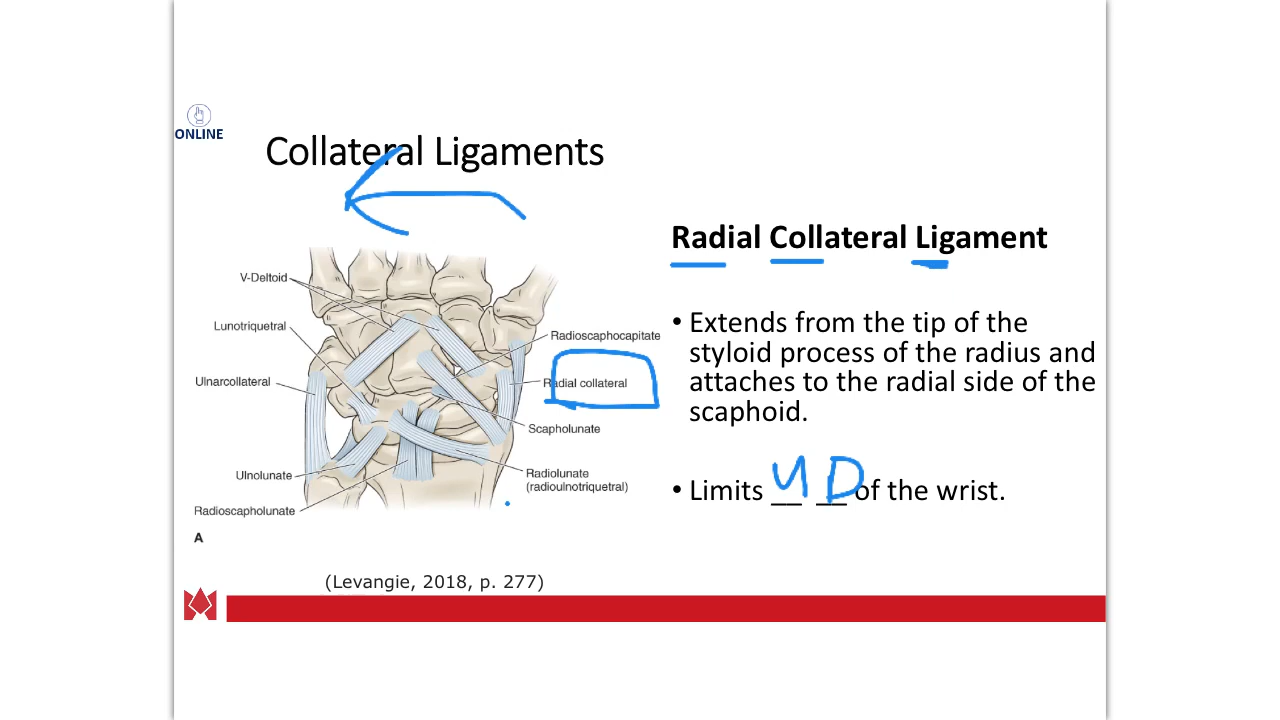 ONLINE
Collateral Ligaments
Radial Collateral Ligament
V-Deltoid
Lunotriquetral
Radioscaphocapitate
Ulnarcollateral
Radial collateral
Scapholunate
Ulnolunate
Radiolunate
(radioulnotriquetral)
Radioscapholunate
A
• Extends from the tip of the
styloid process of the radius and
attaches to the radial side of the
scaphoid.
• Limits U D of the wrist.
(Levangie, 2018, p. 277)